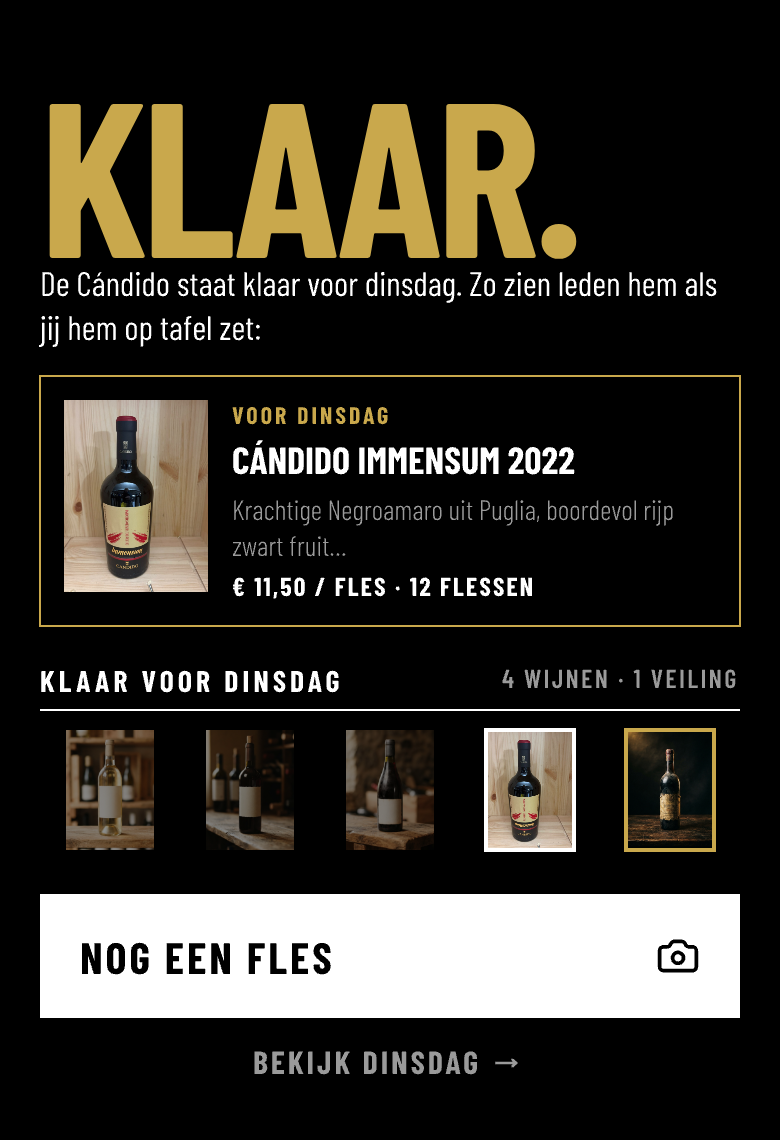 KLAAR.
De Cándido staat klaar voor dinsdag. Zo zien leden hem als
jij hem op tafel zet:
VOOR DINSDAG
CÁNDIDO IMMENSUM 2022
Krachtige Negroamaro uit Puglia, boordevol rijp
zwart fruit...
€ 11,50 / FLES · 12 FLESSEN
immensum
CANDIDO
KLAAR VOOR DINSDAG
4 WIJNEN · 1 VEILING
NOG EEN FLES
BEKIJK DINSDAG →